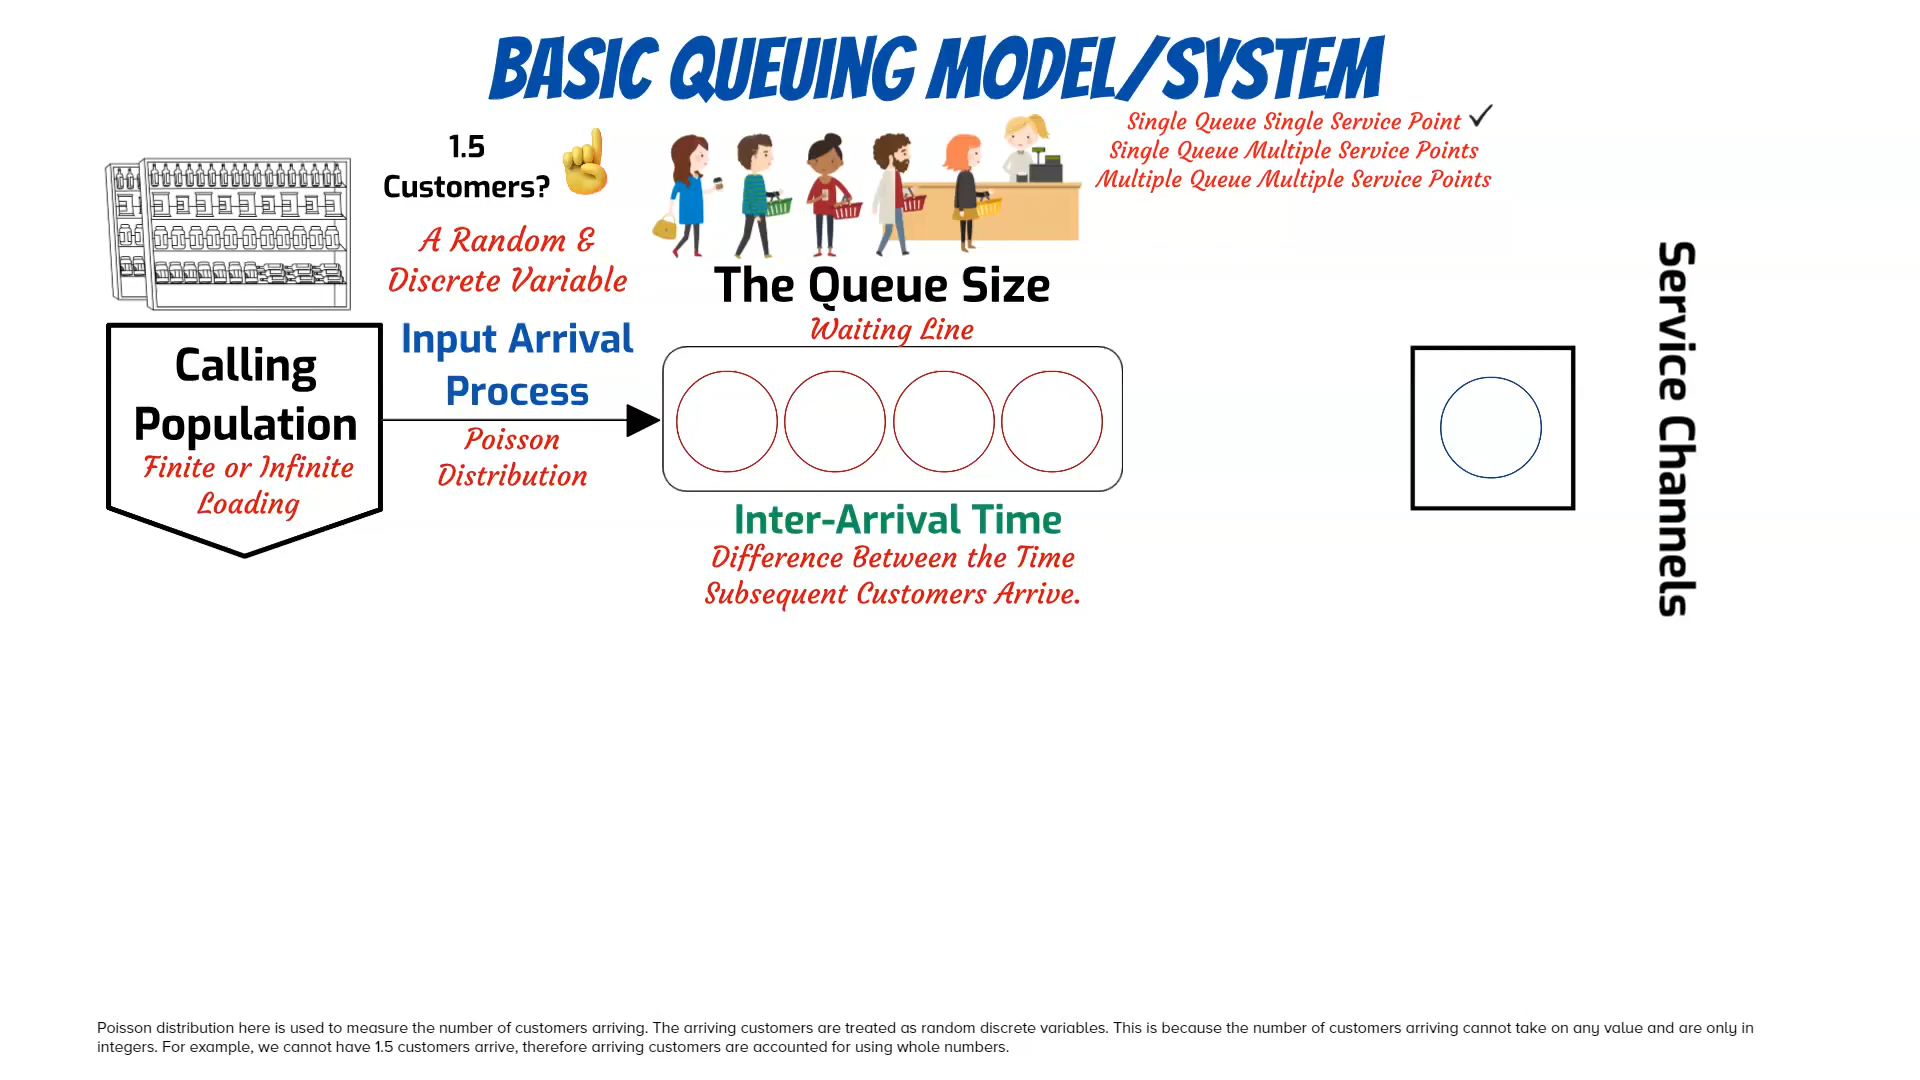 BASIC QUEUING MODEL/SYSTEM
Single Queue Single Service Point
Single Queue Multiple Service Points
Multiple Queue Multiple Service Points
1.5
Customers?
A Random &
Discrete Variable
The Queue Size
Waiting Line
Input Arrival
Process
Poisson
Distribution
Calling
Population
Finite or Infinite
Loading
Inter-Arrival Time
Difference Between the Time
Subsequent Customers Arrive.
Service Channels
Poisson distribution here is used to measure the number of customers arriving. The arriving customers are treated as random discrete variables. This is because the number of customers arriving cannot take on any value and are only in
integers. For example, we cannot have 1.5 customers arrive, therefore arriving customers are accounted for using whole numbers.